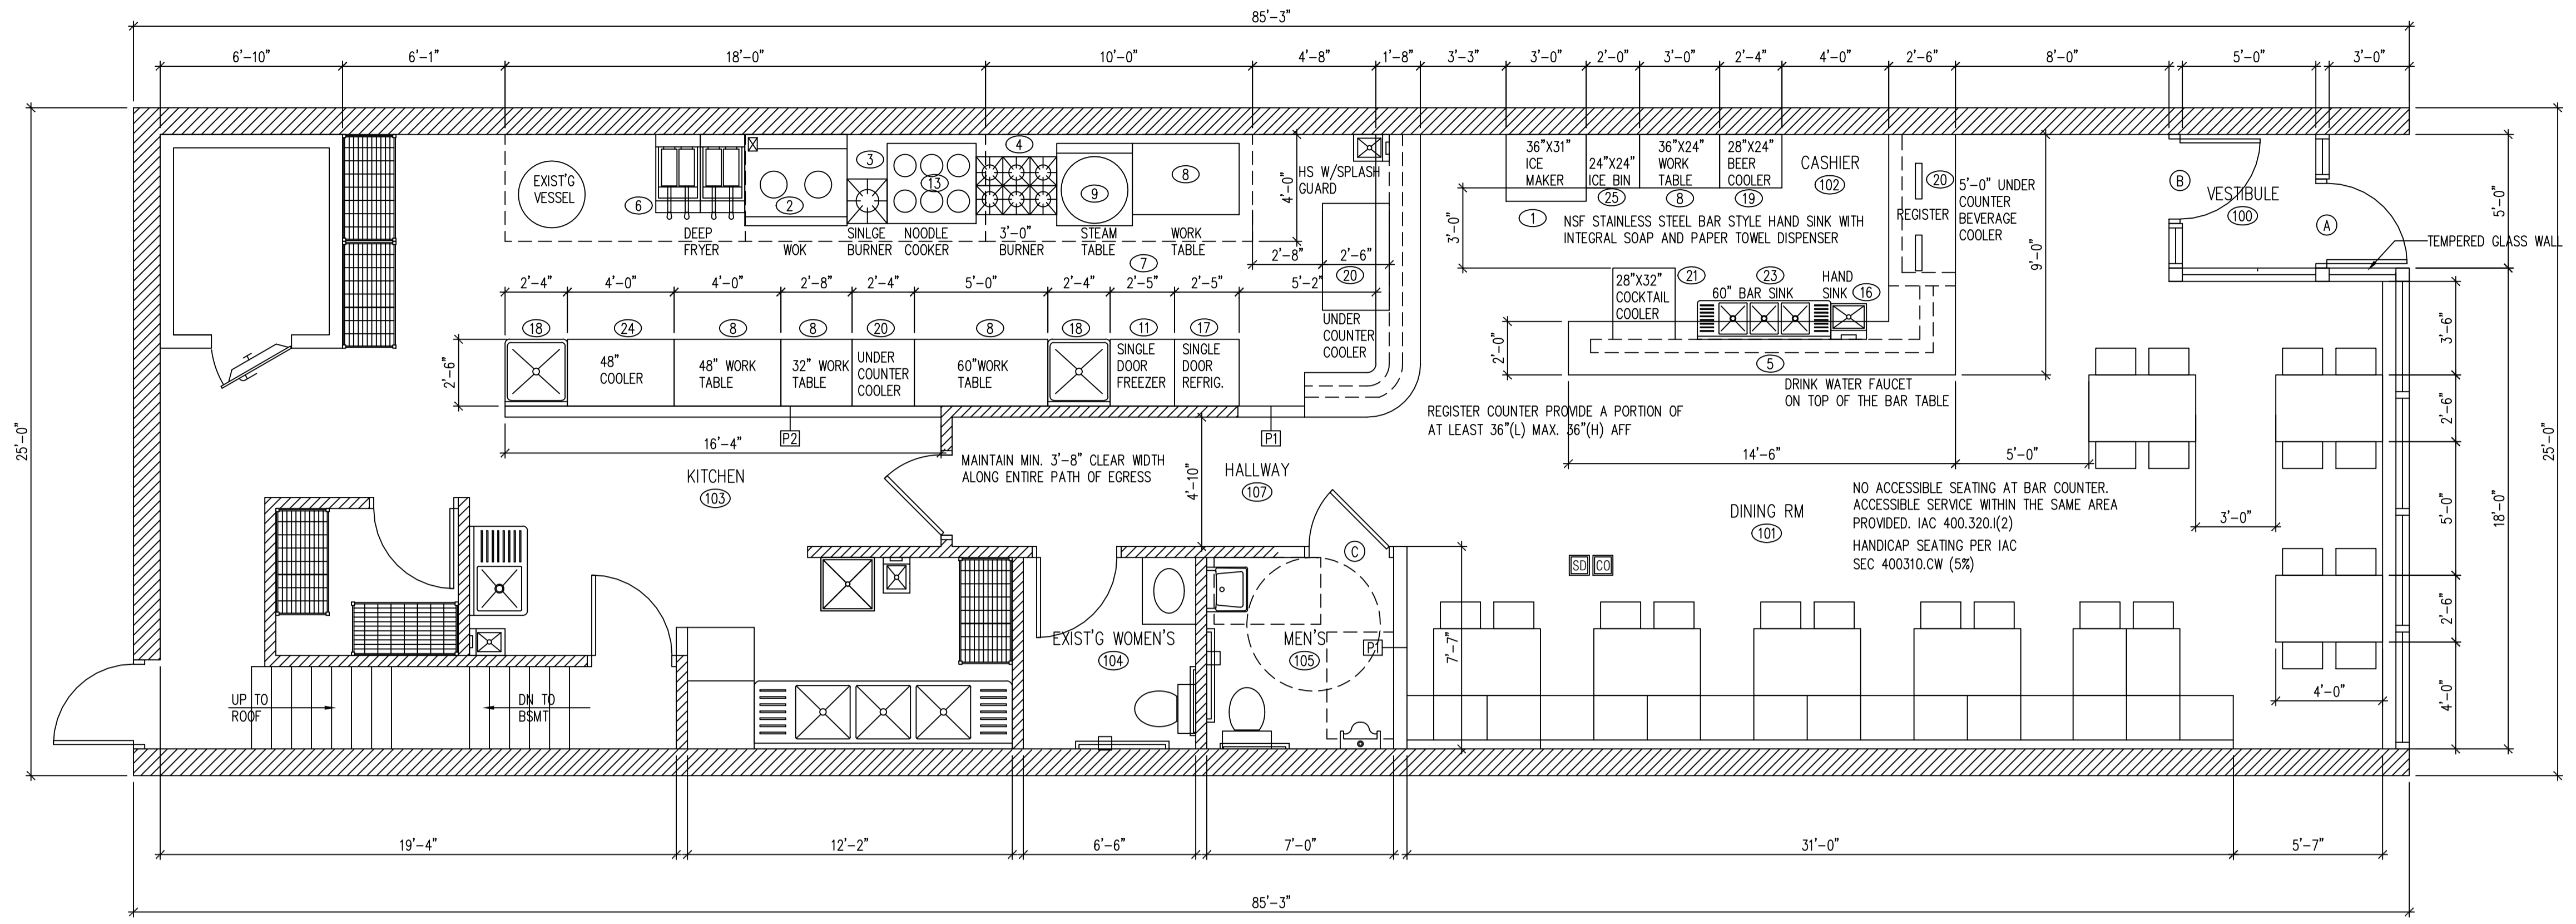 85'-3"
6'-10"
6'-1"
18'-0"
10'-0"
4'-8"
1'-8"
3'-3"
3'-0"
2'-0"
3'-0"
2'-4"
4'-0"
2'-6"
8'-0"
5'-0"
3'-0"
25'-0"
EXIST'G
VESSEL
6
DEEP
FRYER
2
WOK
3
SINLGE
BURNER
13
NOODLE
COOKER
4
3'-0"
BURNER
9
STEAM
TABLE
8
WORK
TABLE
7
4'-0"
HS W/SPLASH
GUARD
2'-8"
2'-6"
20
UNDER
COUNTER
COOLER
36"X31"
ICE
MAKER
1
24"X24"
ICE BIN
25
36"X24"
WORK
TABLE
8
28"X24"
BEER
COOLER
19
CASHIER
102
3'-0"
NSF STAINLESS STEEL BAR STYLE HAND SINK WITH
INTEGRAL SOAP AND PAPER TOWEL DISPENSER
20
REGISTER
5'-0" UNDER
COUNTER
BEVERAGE
COOLER
9'-0"
B
VESTIBULE
100
A
TEMPERED GLASS WALL
5'-0"
28"X32"
COCKTAIL
COOLER
21
23
60" BAR SINK
HAND
SINK
16
2'-0"
5
DRINK WATER FAUCET
ON TOP OF THE BAR TABLE
REGISTER COUNTER PROVIDE A PORTION OF
AT LEAST 36"(L) MAX. 36"(H) AFF
14'-6"
5'-0"
2'-4"
4'-0"
4'-0"
2'-8"
2'-4"
5'-0"
2'-4"
2'-5"
2'-5"
5'-2"
18
24
8
8
20
8
18
11
17
2'-6"
48"
COOLER
48" WORK
TABLE
32" WORK
TABLE
UNDER
COUNTER
COOLER
60"WORK
TABLE
SINGLE
DOOR
FREEZER
SINGLE
DOOR
REFRIG.
P2
P1
16'-4"
KITCHEN
103
MAINTAIN MIN. 3'-8" CLEAR WIDTH
ALONG ENTIRE PATH OF EGRESS
4'-10"
HALLWAY
107
C
DINING RM
101
NO ACCESSIBLE SEATING AT BAR COUNTER.
ACCESSIBLE SERVICE WITHIN THE SAME AREA
PROVIDED. IAC 400.320.I(2)
HANDICAP SEATING PER IAC
SEC 400310.CW (5%)
SD
CO
3'-0"
3'-6"
2'-6"
5'-0"
2'-6"
4'-0"
18'-0"
25'-0"
4'-0"
UP TO
ROOF
DN TO
BSMT
EXIST'G WOMEN'S
104
MEN'S
105
P1
7'-7"
19'-4"
12'-2"
6'-6"
7'-0"
31'-0"
5'-7"
85'-3"